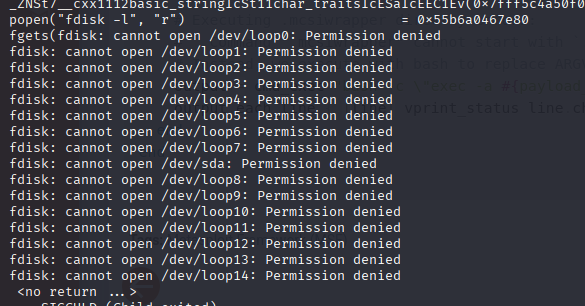 _ZNSt7__cxx1112basic_stringIcSt11char_traitsIcESaIcEEC1Ev(0x7fff5c4a50f0
popen("fdisk -l", "r") = 0x55b6a0467e80
fgets(fdisk: cannot open /dev/loop0: Permission denied
fdisk: cannot open /dev/loop1: Permission denied
fdisk: cannot open /dev/loop2: Permission denied
fdisk: cannot open /dev/loop3: Permission denied
fdisk: cannot open /dev/loop4: Permission denied
fdisk: cannot open /dev/loop5: Permission denied
fdisk: cannot open /dev/loop6: Permission denied
fdisk: cannot open /dev/loop7: Permission denied
fdisk: cannot open /dev/sda: Permission denied
fdisk: cannot open /dev/loop8: Permission denied
fdisk: cannot open /dev/loop9: Permission denied
fdisk: cannot open /dev/loop10: Permission denied
fdisk: cannot open /dev/loop11: Permission denied
fdisk: cannot open /dev/loop12: Permission denied
fdisk: cannot open /dev/loop13: Permission denied
fdisk: cannot open /dev/loop14: Permission denied
<no return ...>
SIGCHLD (Child exited)